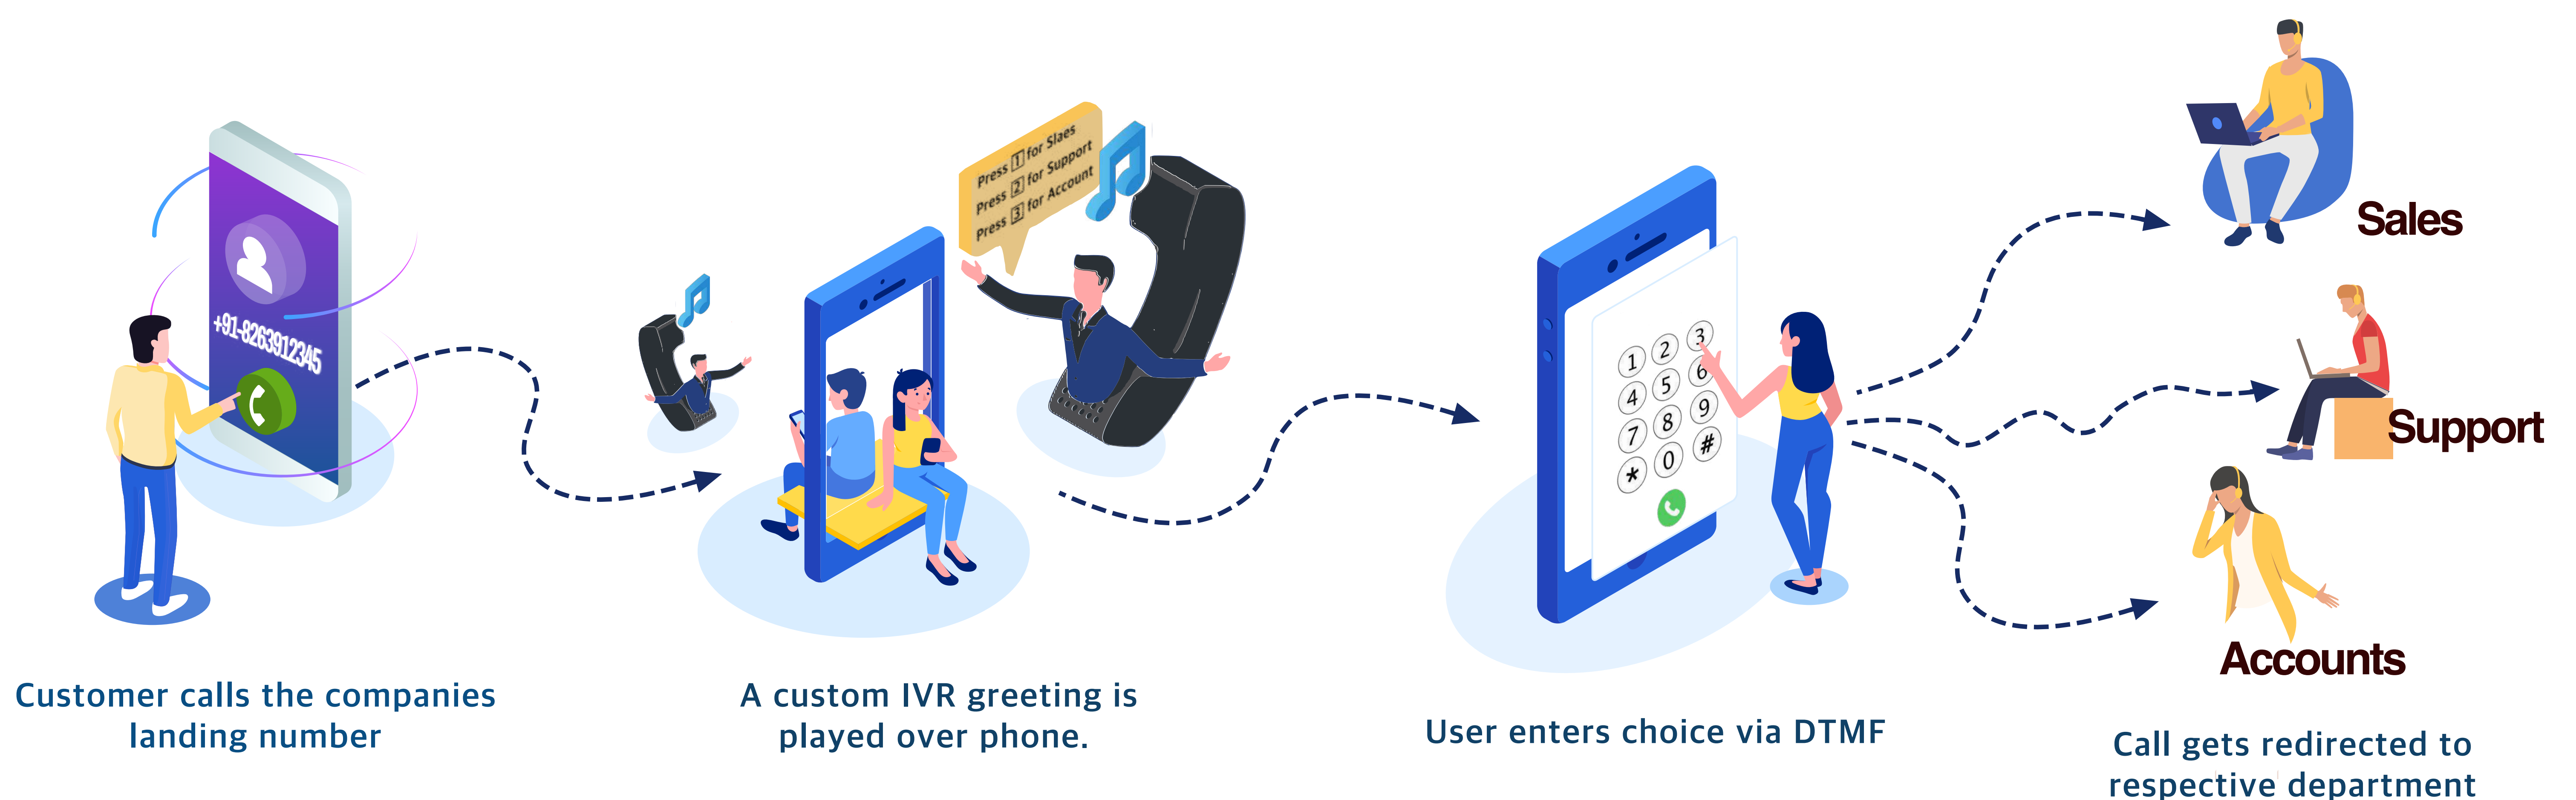 +91-8263912345
Customer calls the companies
landing number
Press 1 for Slaes
Press 2 for Support
Press 3 for Account
A custom IVR greeting is
played over phone.
1 2 3
4 5 6
7 8 9
* 0 #
User enters choice via DTMF
Sales
Support
Accounts
Call gets redirected to
respective department